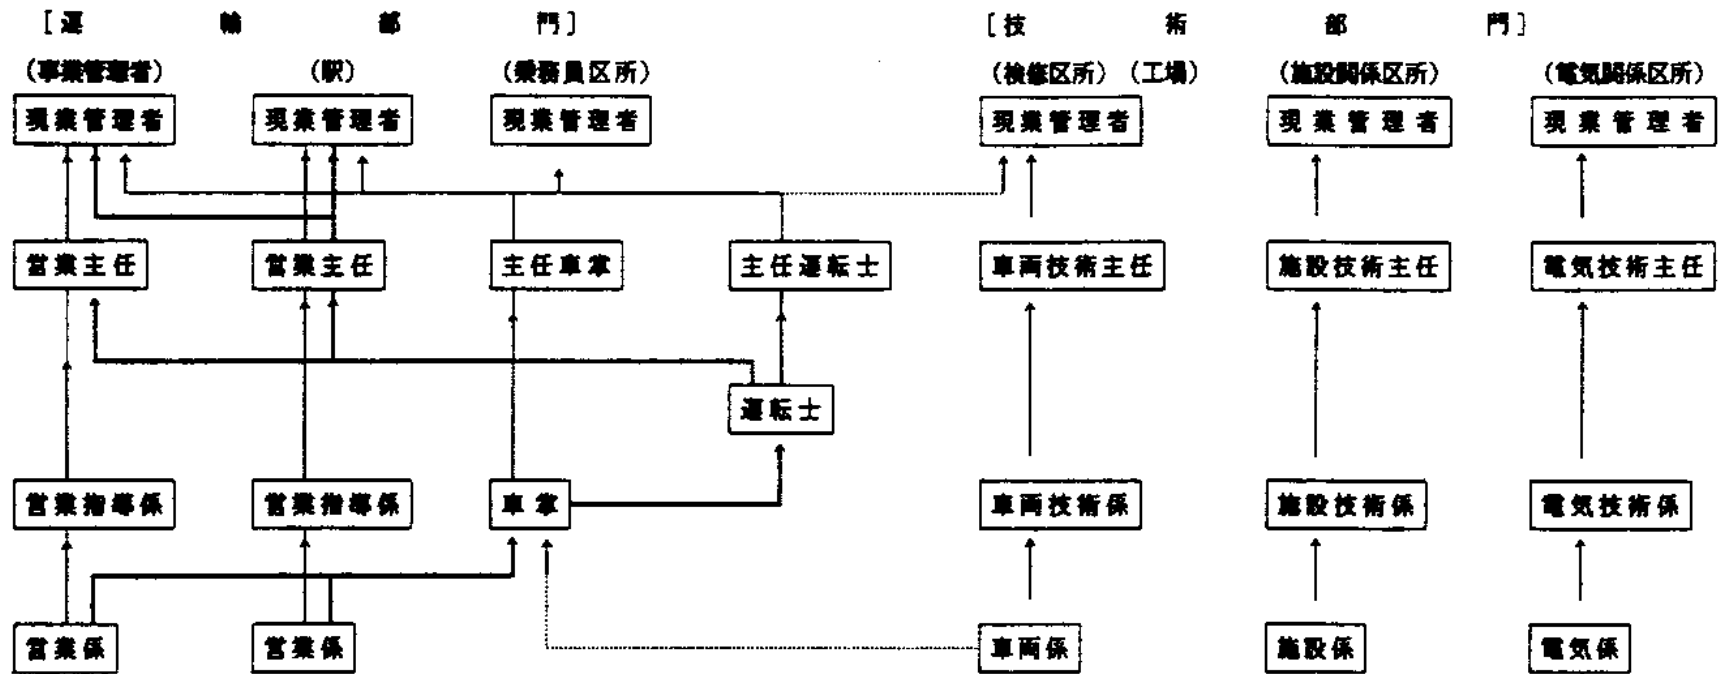 [運輸部門] [技術部門]
(事業管理者) (駅) (乗務員区所) (検修区所) (工場) (施設関係区所) (電気関係区所)
現業管理者 現業管理者 現業管理者 現業管理者 現業管理者 現業管理者
営業主任 営業主任 主任車掌 主任運転士 車両技術主任 施設技術主任 電気技術主任
運転士
営業指導係 営業指導係 車掌 車両技術係 施設技術係 電気技術係
営業係 営業係 車両係 施設係 電気係